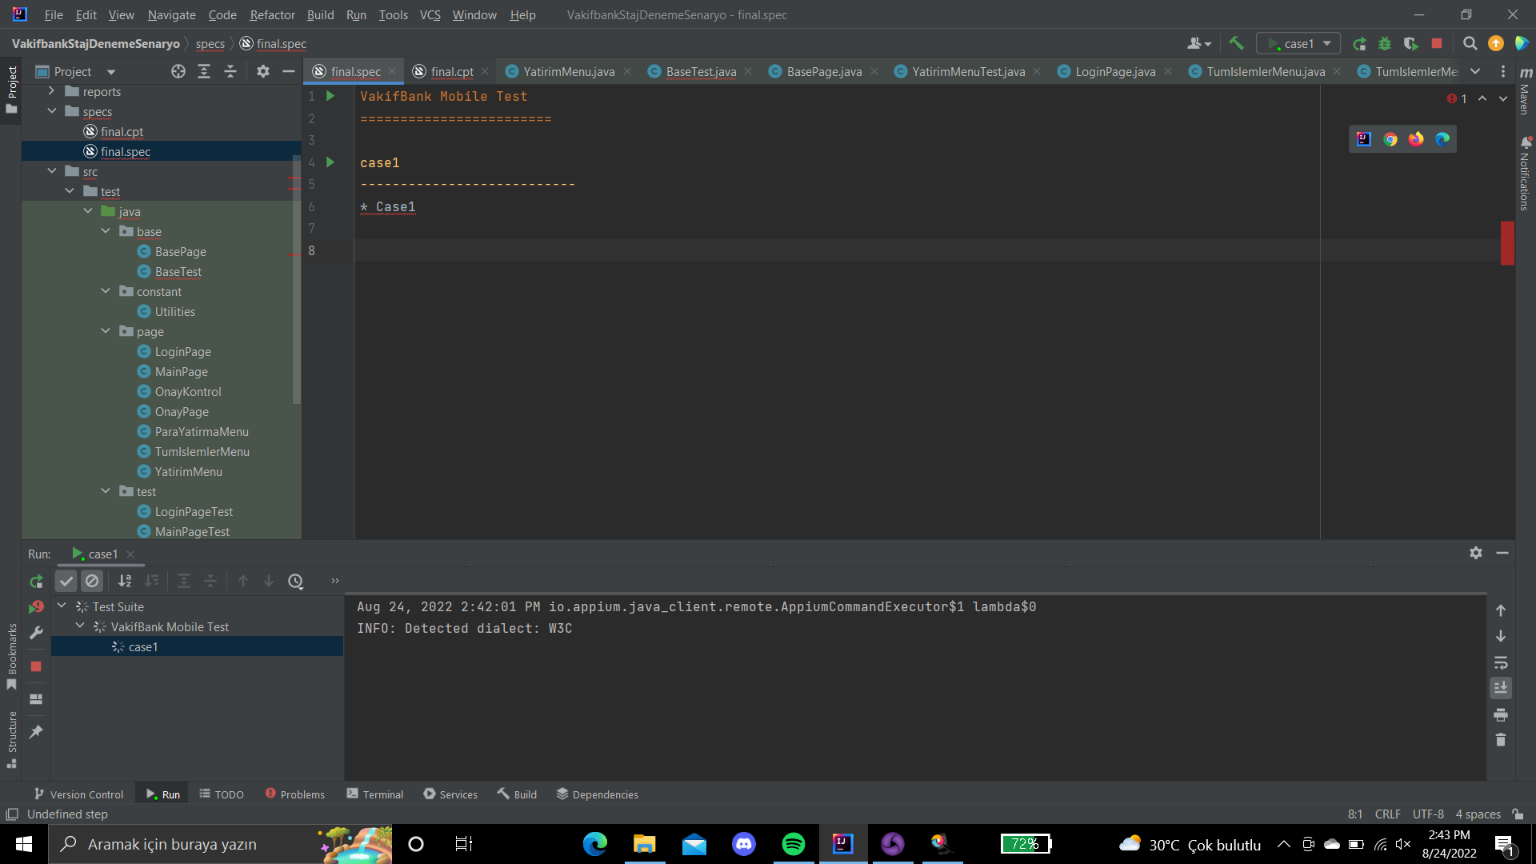 File Edit View Navigate Code Refactor Build Run Tools VCS Window Help VakifbankStajDenemeSenaryo - final.spec
VakifbankStajDenemeSenaryo specs final.spec case1
Project
Project
final.spec final.cpt YatirimMenu.java BaseTest.java BasePage.java YatirimMenuTest.java LoginPage.java TumIslemlerMenu.java TumIslemlerMe
Maven
Notifications
reports
specs
final.cpt
final.spec
src
test
java
base
BasePage
BaseTest
constant
Utilities
page
LoginPage
MainPage
OnayKontrol
OnayPage
ParaYatirmaMenu
TumIslemlerMenu
YatirimMenu
test
LoginPageTest
MainPageTest
1 VakifBank Mobile Test
2 ========================
3
4 case1
5 ---------------------------
6 * Case1
7
8
1
Run: case1
Test Suite
VakifBank Mobile Test
case1
Aug 24, 2022 2:42:01 PM io.appium.java_client.remote.AppiumCommandExecutor$1 lambda$0
INFO: Detected dialect: W3C
Bookmarks
Structure
Version Control Run TODO Problems Terminal Services Build Dependencies
Undefined step 8:1 CRLF UTF-8 4 spaces
Aramak için buraya yazın 72% 30°C Çok bulutlu 2:43 PM
8/24/2022 1